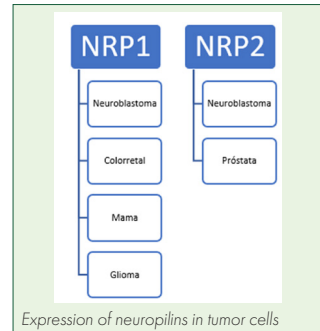 NRP1
Neuroblastoma
Colorretal
Mama
Glioma
NRP2
Neuroblastoma
Próstata
Expression of neuropilins in tumor cells